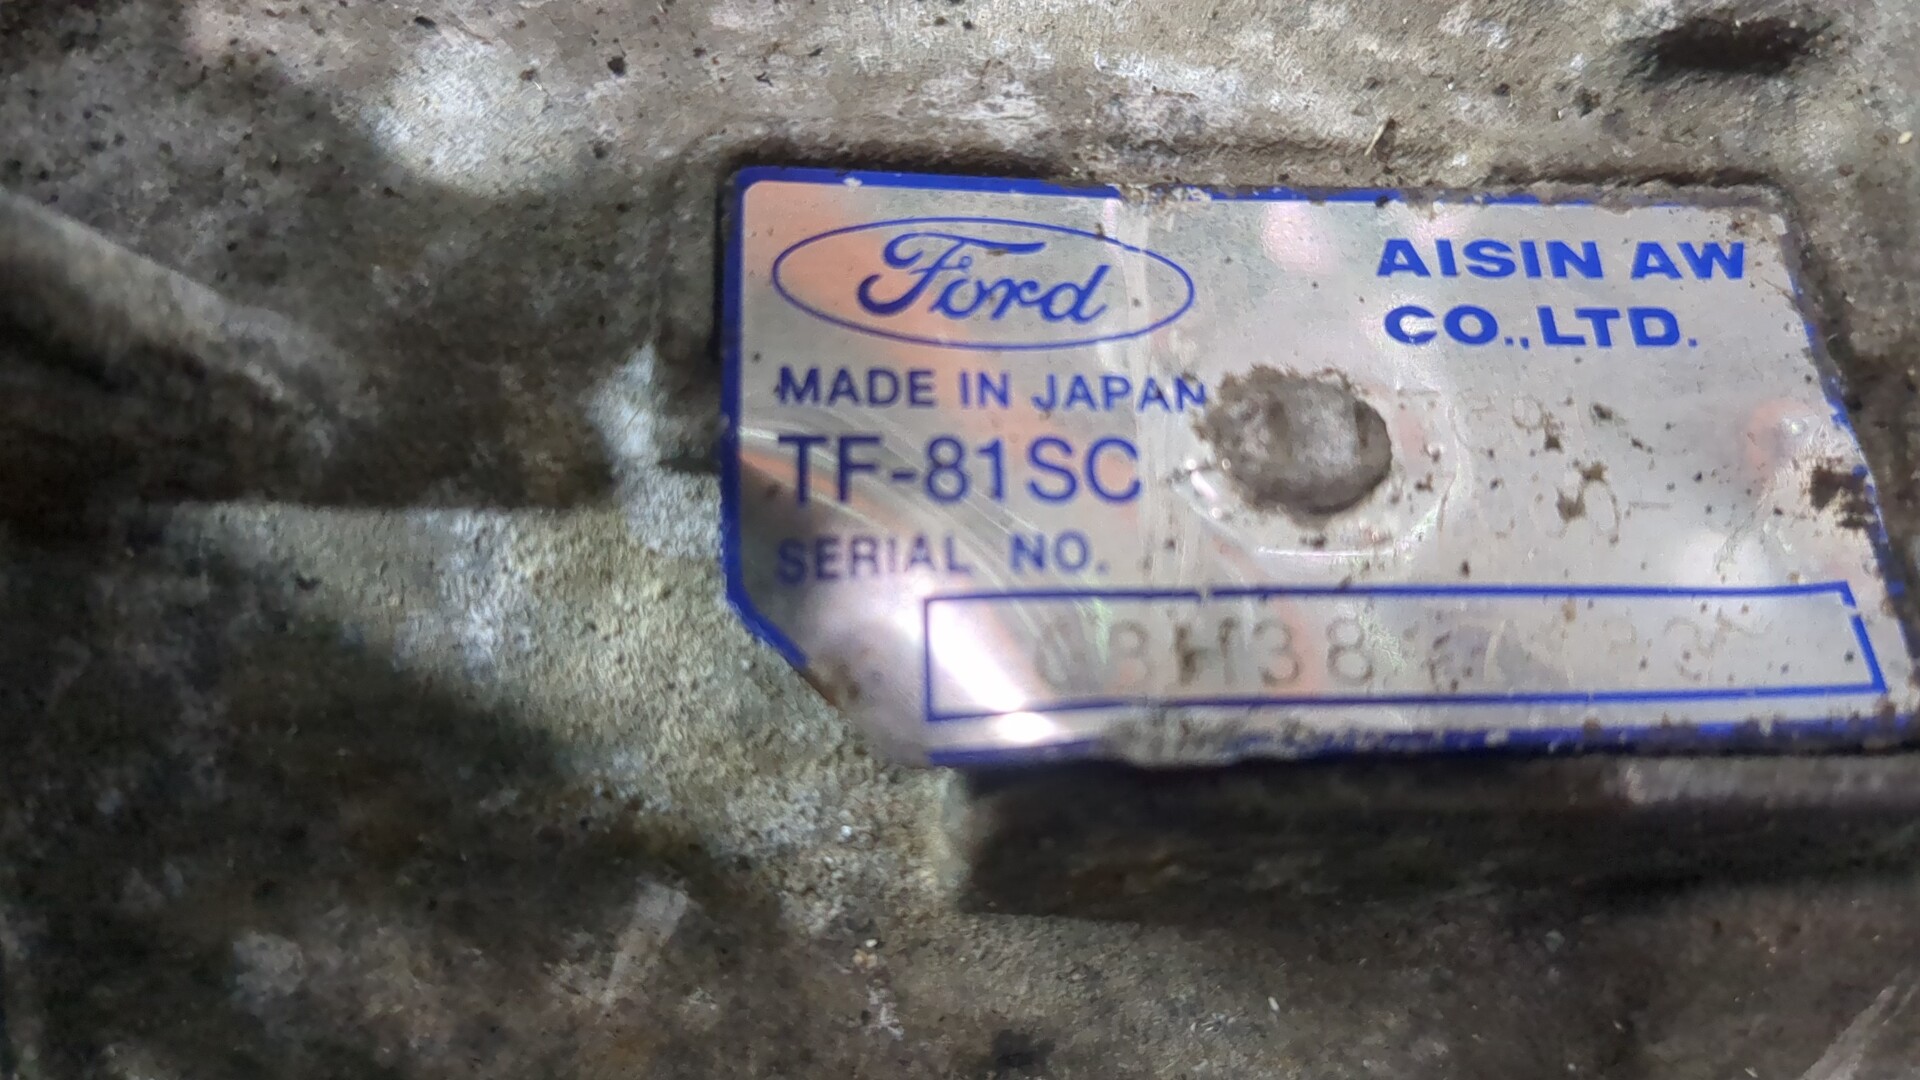 Ford
AISIN AW
CO.,LTD.
MADE IN JAPAN
TF-81SC
SERIAL NO.